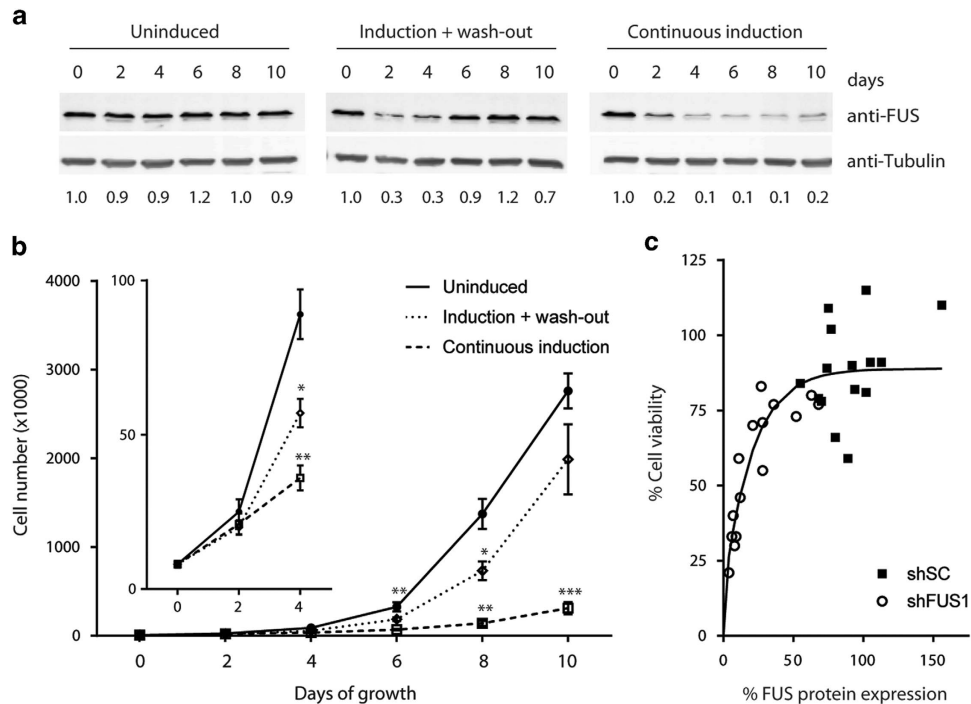 a
Uninduced
Induction + wash-out
Continuous induction
0 2 4 6 8 10
0 2 4 6 8 10
0 2 4 6 8 10
days
anti-FUS
anti-Tubulin
1.0 0.9 0.9 1.2 1.0 0.9
1.0 0.3 0.3 0.9 1.2 0.7
1.0 0.2 0.1 0.1 0.1 0.2
b
Cell number (x1000)
4000
3000
2000
1000
0
100
50
0
0 2 4
*
**
Uninduced
Induction + wash-out
Continuous induction
**
*
**
***
0 2 4 6 8 10
Days of growth
c
% Cell viability
125
100
75
50
25
0
shSC
shFUS1
0 50 100 150
% FUS protein expression